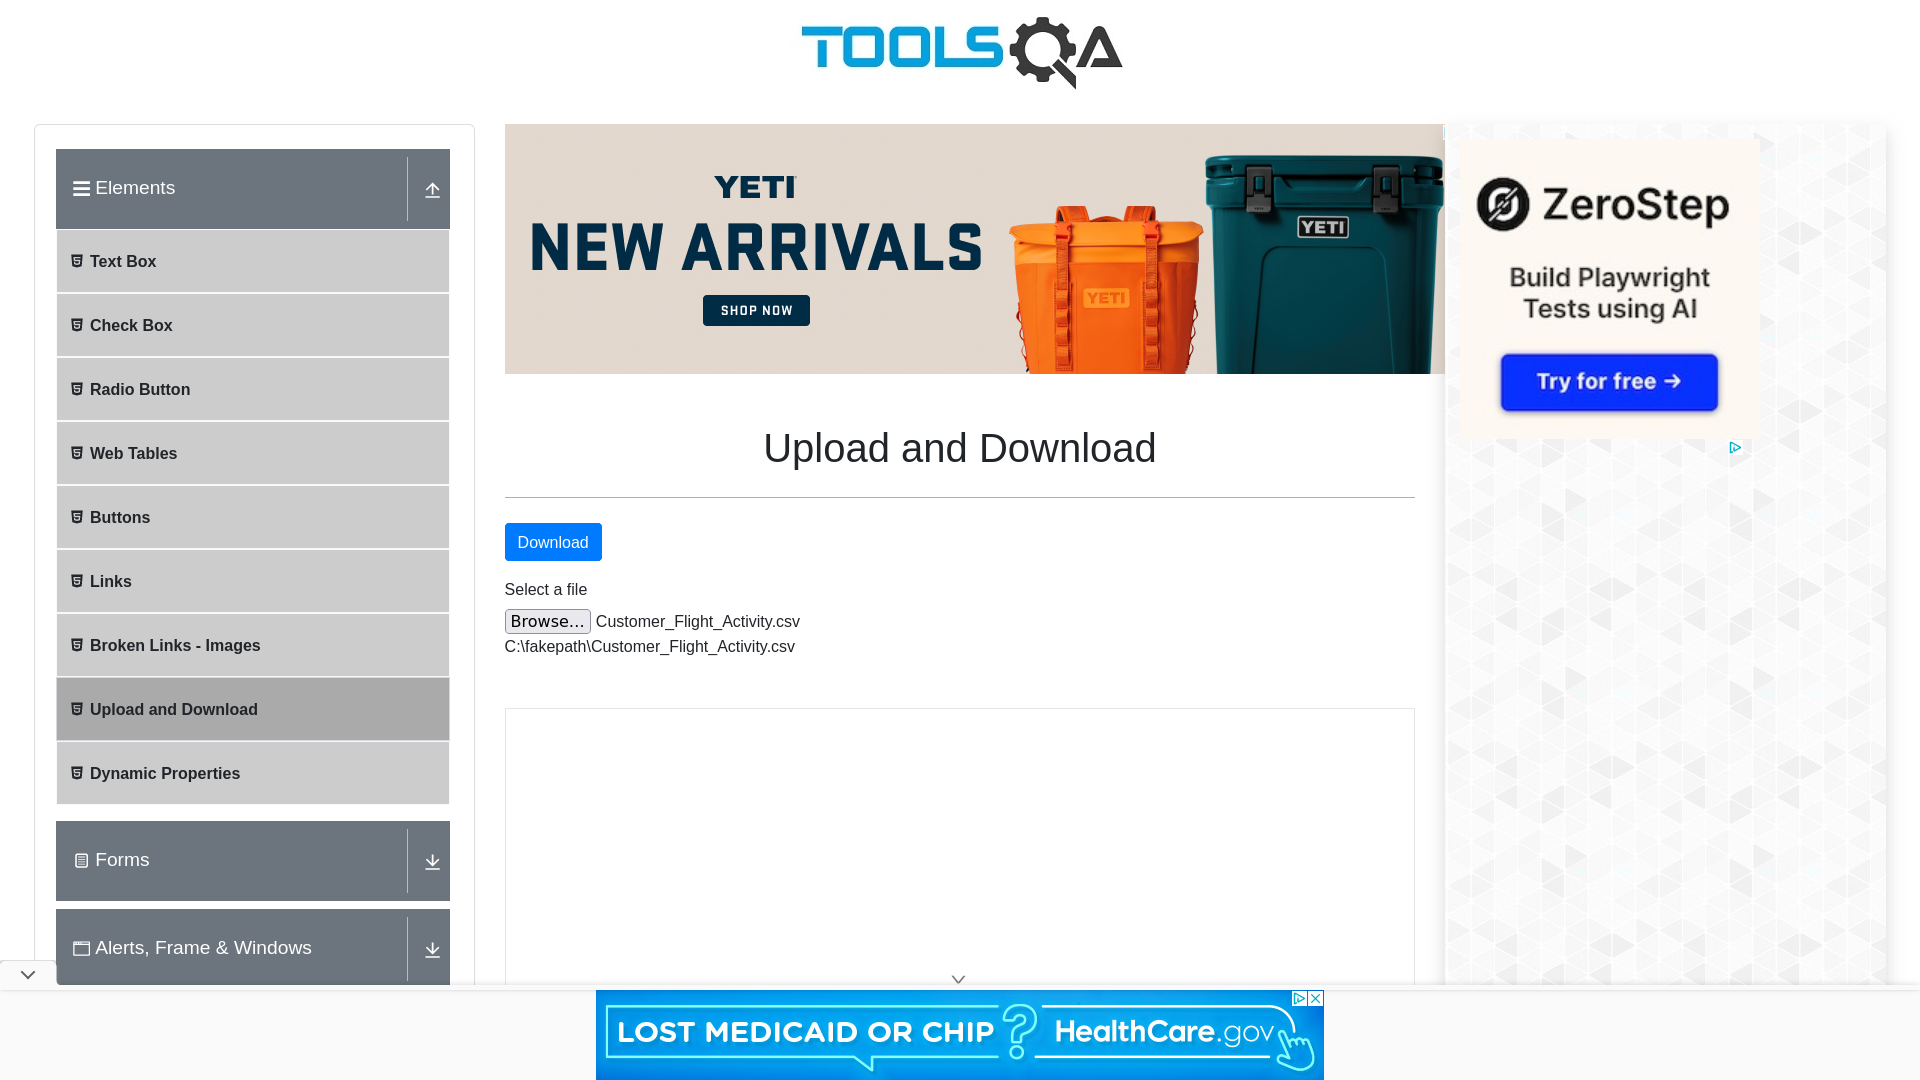 TOOLSQA
Elements
Text Box
Check Box
Radio Button
Web Tables
Buttons
Links
Broken Links - Images
Upload and Download
Dynamic Properties
Forms
Alerts, Frame & Windows
YETI
NEW ARRIVALS
SHOP NOW
YETI
YETI
Upload and Download
Download
Select a file
Browse... Customer_Flight_Activity.csv
C:\fakepath\Customer_Flight_Activity.csv
ZeroStep
Build Playwright
Tests using AI
Try for free →
LOST MEDICAID OR CHIP? HealthCare.gov